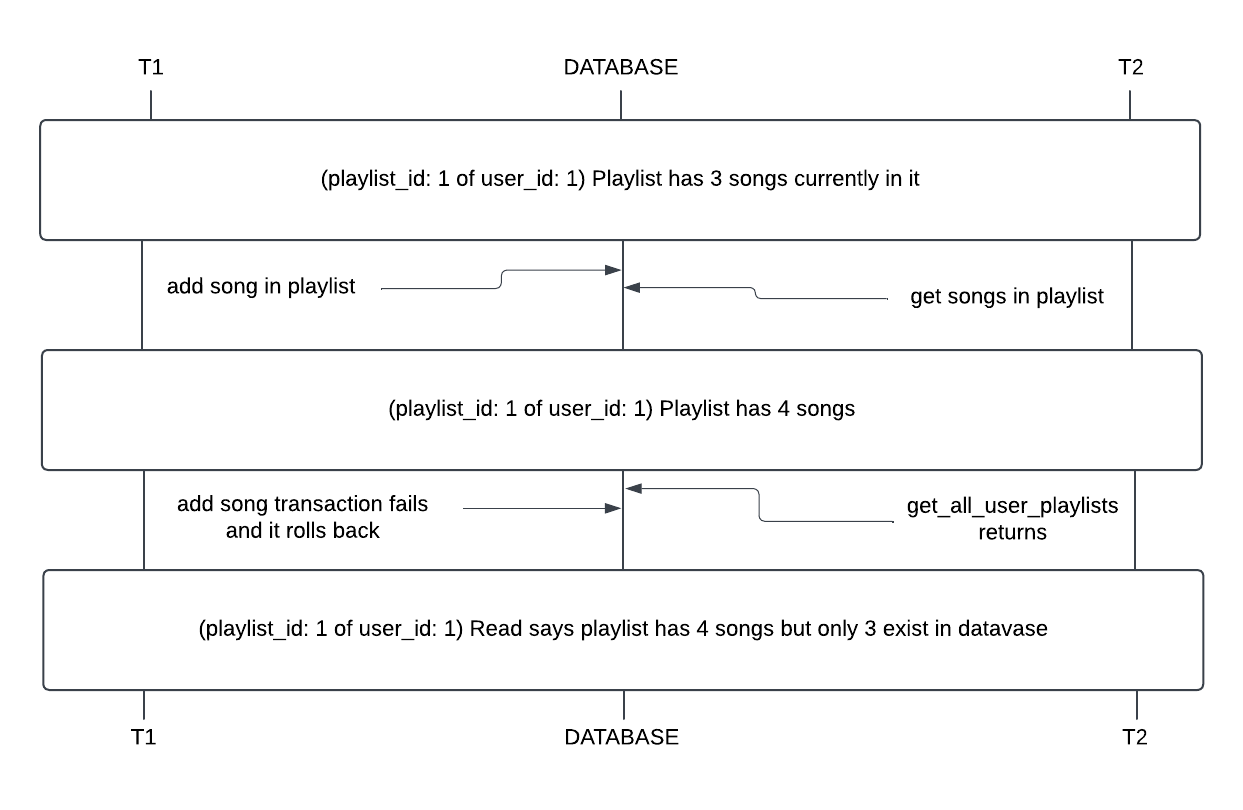 T1
DATABASE
T2
(playlist_id: 1 of user_id: 1) Playlist has 3 songs currently in it
add song in playlist
get songs in playlist
(playlist_id: 1 of user_id: 1) Playlist has 4 songs
add song transaction fails
and it rolls back
get_all_user_playlists
returns
(playlist_id: 1 of user_id: 1) Read says playlist has 4 songs but only 3 exist in datavase
T1
DATABASE
T2